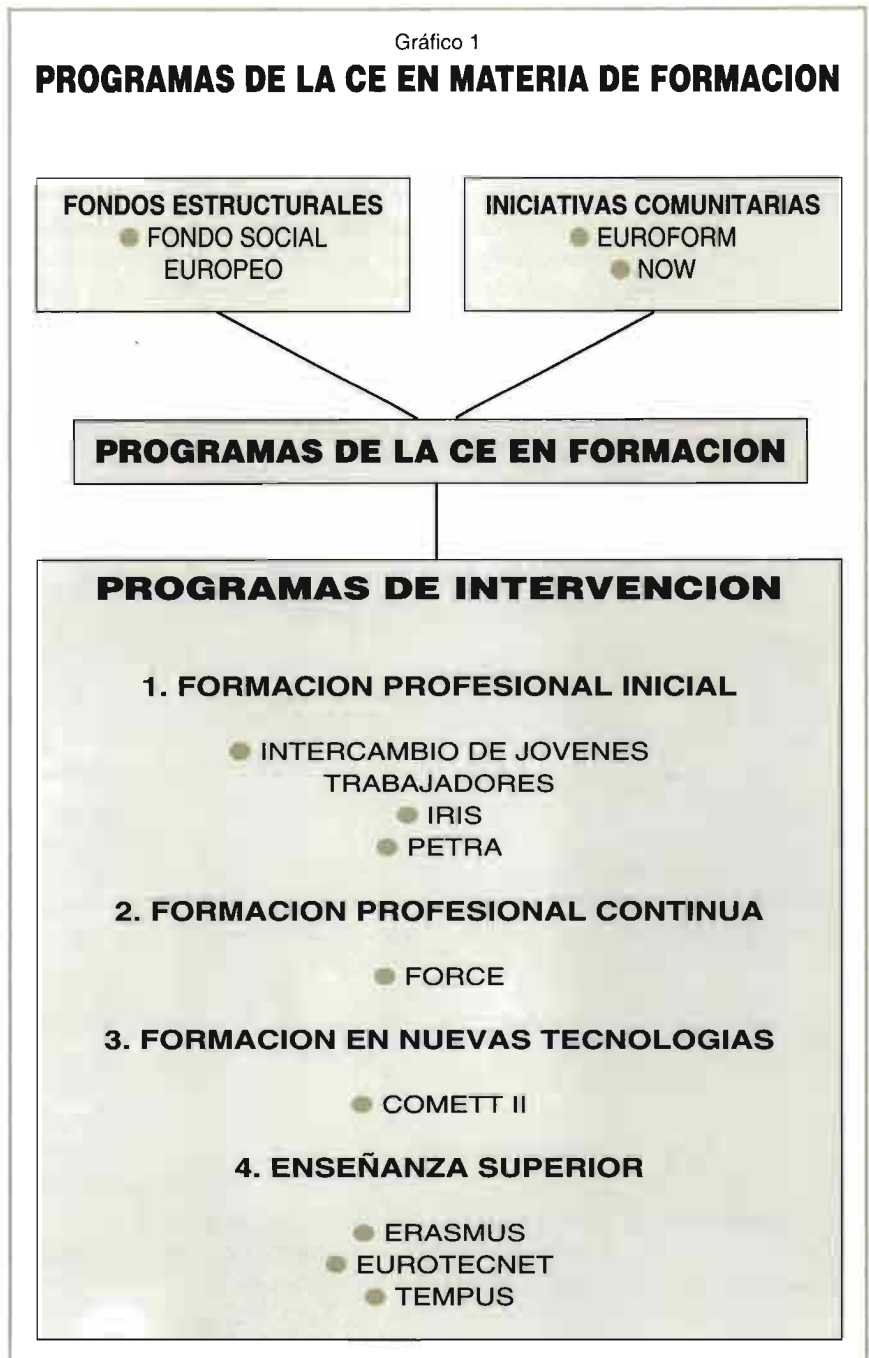 Gráfico 1
PROGRAMAS DE LA CE EN MATERIA DE FORMACION
FONDOS ESTRUCTURALES
FONDO SOCIAL
EUROPEO
INICIATIVAS COMUNITARIAS
EUROFORM
NOW
PROGRAMAS DE LA CE EN FORMACION
PROGRAMAS DE INTERVENCION
1. FORMACION PROFESIONAL INICIAL
INTERCAMBIO DE JOVENES
TRABAJADORES
IRIS
PETRA
2. FORMACION PROFESIONAL CONTINUA
FORCE
3. FORMACION EN NUEVAS TECNOLOGIAS
COMETT II
4. ENSEÑANZA SUPERIOR
ERASMUS
EUROTECNET
TEMPUS